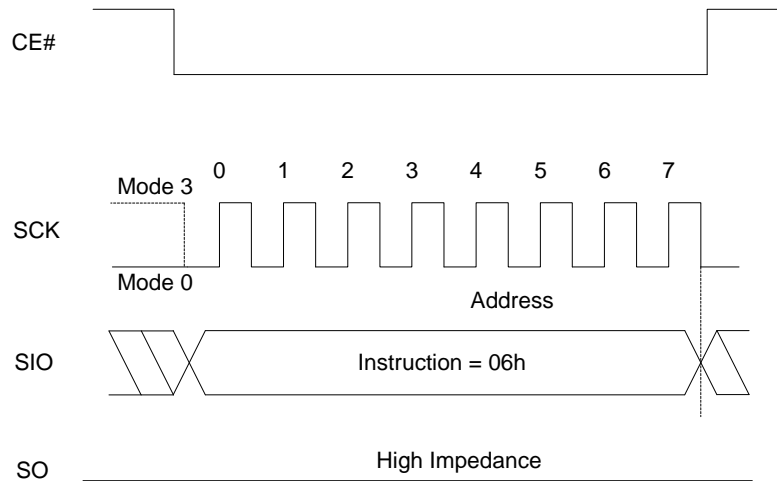 CE#
0 1 2 3 4 5 6 7
Mode 3
SCK
Mode 0
Address
SIO
Instruction = 06h
High Impedance
SO